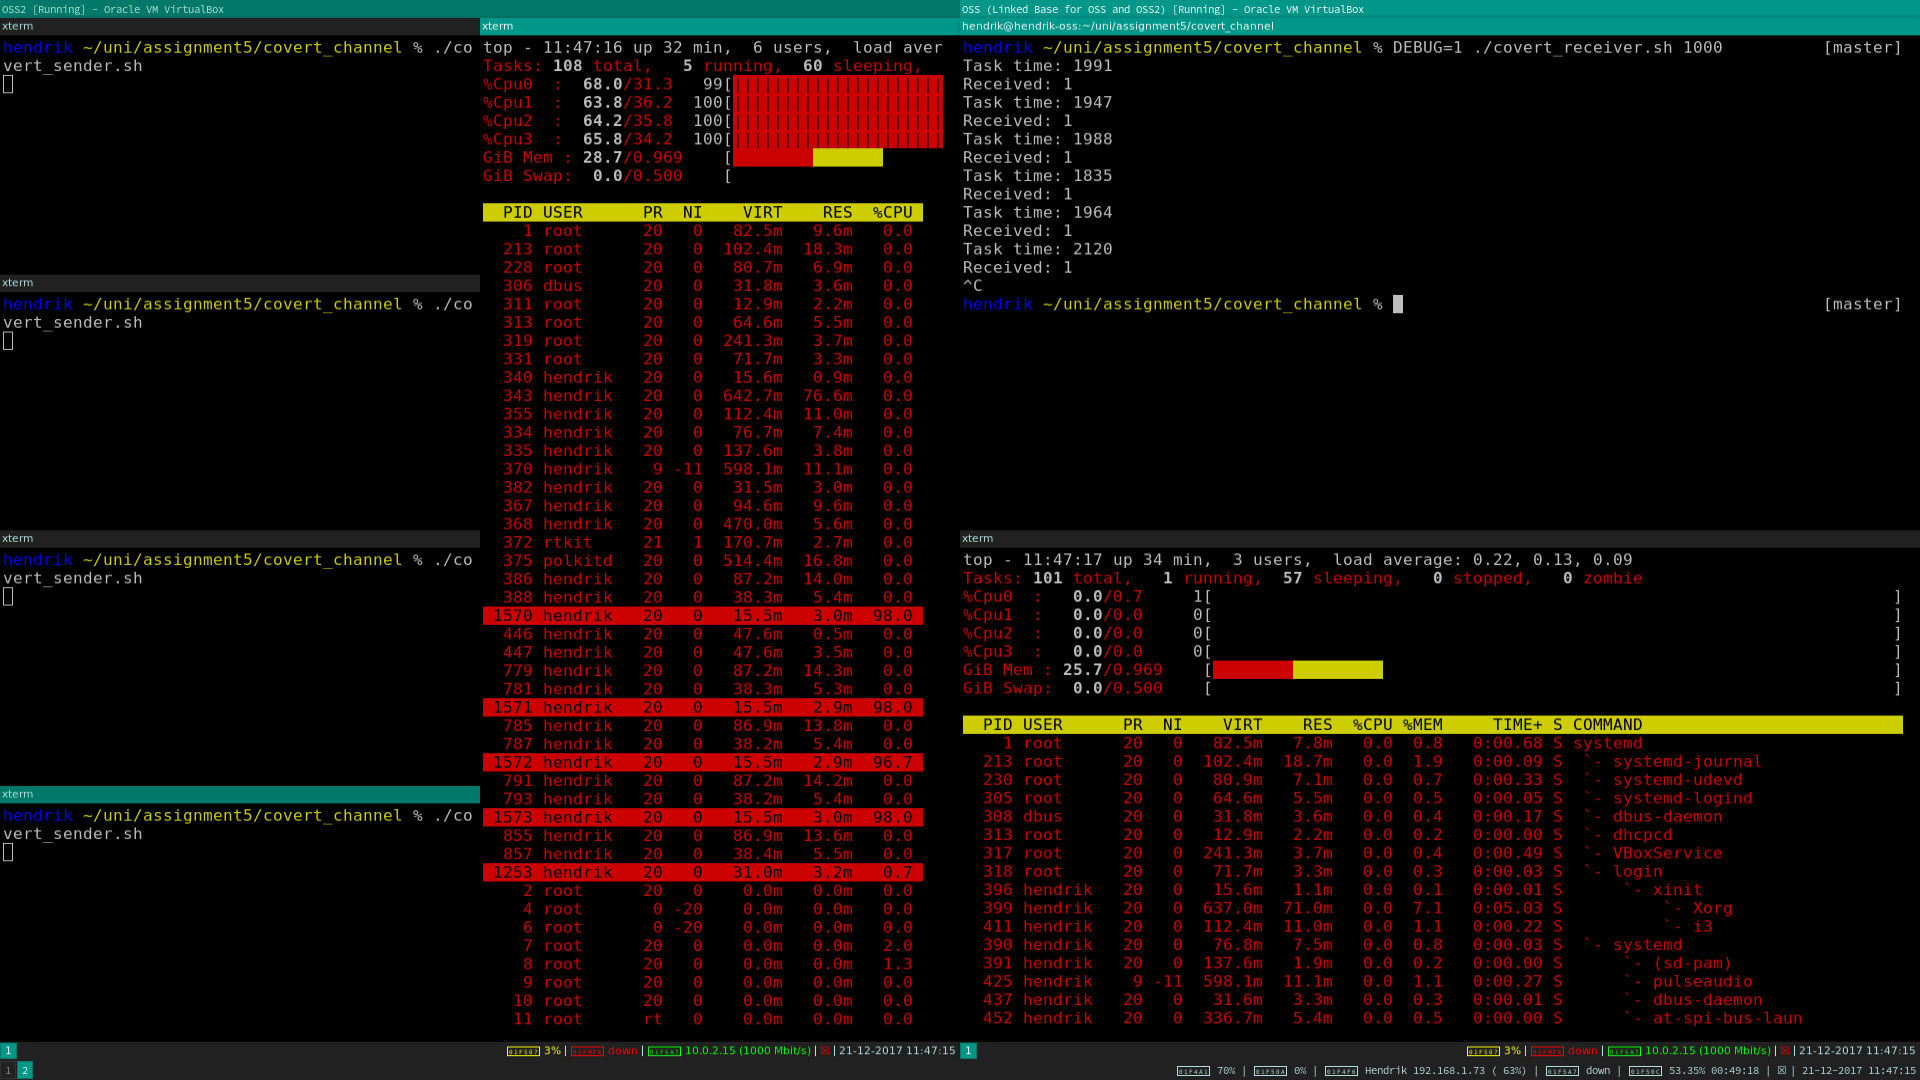 OSS2 [Running] - Oracle VM VirtualBox
xterm
hendrik ~/uni/assignment5/covert_channel % ./co
vert_sender.sh
xterm
hendrik ~/uni/assignment5/covert_channel % ./co
vert_sender.sh
xterm
hendrik ~/uni/assignment5/covert_channel % ./co
vert_sender.sh
xterm
hendrik ~/uni/assignment5/covert_channel % ./co
vert_sender.sh
xterm
top - 11:47:16 up 32 min,  6 users,  load aver
Tasks: 108 total,   5 running,  60 sleeping,
%Cpu0  :  68.0/31.3   99[||||||||||||||||||||||
%Cpu1  :  63.8/36.2  100[||||||||||||||||||||||
%Cpu2  :  64.2/35.8  100[||||||||||||||||||||||
%Cpu3  :  65.8/34.2  100[||||||||||||||||||||||
GiB Mem : 28.7/0.969    [
GiB Swap:  0.0/0.500    [
PID USER      PR  NI    VIRT    RES  %CPU
1 root      20   0   82.5m   9.6m   0.0
213 root      20   0  102.4m  18.3m   0.0
228 root      20   0   80.7m   6.9m   0.0
306 dbus      20   0   31.8m   3.6m   0.0
311 root      20   0   12.9m   2.2m   0.0
313 root      20   0   64.6m   5.5m   0.0
319 root      20   0  241.3m   3.7m   0.0
331 root      20   0   71.7m   3.3m   0.0
340 hendrik   20   0   15.6m   0.9m   0.0
343 hendrik   20   0  642.7m  76.6m   0.0
355 hendrik   20   0  112.4m  11.0m   0.0
334 hendrik   20   0   76.7m   7.4m   0.0
335 hendrik   20   0  137.6m   3.8m   0.0
370 hendrik    9 -11  598.1m  11.1m   0.0
382 hendrik   20   0   31.5m   3.0m   0.0
367 hendrik   20   0   94.6m   9.6m   0.0
368 hendrik   20   0  470.0m   5.6m   0.0
372 rtkit     21   1  170.7m   2.7m   0.0
375 polkitd   20   0  514.4m  16.8m   0.0
386 hendrik   20   0   87.2m  14.0m   0.0
388 hendrik   20   0   38.3m   5.4m   0.0
1570 hendrik   20   0   15.5m   3.0m  98.0
446 hendrik   20   0   47.6m   0.5m   0.0
447 hendrik   20   0   47.6m   3.5m   0.0
779 hendrik   20   0   87.2m  14.3m   0.0
781 hendrik   20   0   38.3m   5.3m   0.0
1571 hendrik   20   0   15.5m   2.9m  98.0
785 hendrik   20   0   86.9m  13.8m   0.0
787 hendrik   20   0   38.2m   5.4m   0.0
1572 hendrik   20   0   15.5m   2.9m  96.7
791 hendrik   20   0   87.2m  14.2m   0.0
793 hendrik   20   0   38.2m   5.4m   0.0
1573 hendrik   20   0   15.5m   3.0m  98.0
855 hendrik   20   0   86.9m  13.6m   0.0
857 hendrik   20   0   38.4m   5.5m   0.0
1253 hendrik   20   0   31.0m   3.2m   0.7
2 root      20   0    0.0m   0.0m   0.0
4 root       0 -20    0.0m   0.0m   0.0
6 root       0 -20    0.0m   0.0m   0.0
7 root      20   0    0.0m   0.0m   2.0
8 root      20   0    0.0m   0.0m   1.3
9 root      20   0    0.0m   0.0m   0.0
10 root      20   0    0.0m   0.0m   0.0
11 root      rt   0    0.0m   0.0m   0.0
1
3% | down | 10.0.2.15 (1000 Mbit/s) | 21-12-2017 11:47:15
OSS (Linked Base for OSS and OSS2) [Running] - Oracle VM VirtualBox
hendrik@hendrik-oss:~/uni/assignment5/covert_channel
hendrik ~/uni/assignment5/covert_channel % DEBUG=1 ./covert_receiver.sh 1000 [master]
Task time: 1991
Received: 1
Task time: 1947
Received: 1
Task time: 1988
Received: 1
Task time: 1835
Received: 1
Task time: 1964
Received: 1
Task time: 2120
Received: 1
^C
hendrik ~/uni/assignment5/covert_channel % [master]
xterm
top - 11:47:17 up 34 min,  3 users,  load average: 0.22, 0.13, 0.09
Tasks: 101 total,   1 running,  57 sleeping,   0 stopped,   0 zombie
%Cpu0  :   0.0/0.7     1[ ]
%Cpu1  :   0.0/0.0     0[ ]
%Cpu2  :   0.0/0.0     0[ ]
%Cpu3  :   0.0/0.0     0[ ]
GiB Mem : 25.7/0.969    [ ]
GiB Swap:  0.0/0.500    [ ]
PID USER      PR  NI    VIRT    RES  %CPU %MEM     TIME+ S COMMAND
1 root      20   0   82.5m   7.8m   0.0  0.8   0:00.68 S systemd
213 root      20   0  102.4m  18.7m   0.0  1.9   0:00.09 S  `- systemd-journal
230 root      20   0   80.9m   7.1m   0.0  0.7   0:00.33 S  `- systemd-udevd
305 root      20   0   64.6m   5.5m   0.0  0.5   0:00.05 S  `- systemd-logind
308 dbus      20   0   31.8m   3.6m   0.0  0.4   0:00.17 S  `- dbus-daemon
313 root      20   0   12.9m   2.2m   0.0  0.2   0:00.00 S  `- dhcpcd
317 root      20   0  241.3m   3.7m   0.0  0.4   0:00.49 S  `- VBoxService
318 root      20   0   71.7m   3.3m   0.0  0.3   0:00.03 S  `- login
396 hendrik   20   0   15.6m   1.1m   0.0  0.1   0:00.01 S      `- xinit
399 hendrik   20   0  637.0m  71.0m   0.0  7.1   0:05.03 S          `- Xorg
411 hendrik   20   0  112.4m  11.0m   0.0  1.1   0:00.22 S          `- i3
390 hendrik   20   0   76.8m   7.5m   0.0  0.8   0:00.03 S  `- systemd
391 hendrik   20   0  137.6m   1.9m   0.0  0.2   0:00.00 S      `- (sd-pam)
425 hendrik    9 -11  598.1m  11.1m   0.0  1.1   0:00.27 S      `- pulseaudio
437 hendrik   20   0   31.6m   3.3m   0.0  0.3   0:00.01 S      `- dbus-daemon
452 hendrik   20   0  336.7m   5.4m   0.0  0.5   0:00.00 S      `- at-spi-bus-laun
1
3% | down | 10.0.2.15 (1000 Mbit/s) | 21-12-2017 11:47:15
1 2
70% | 0% | Hendrik 192.168.1.73 ( 63%) | down | 53.35% 00:49:18 | 21-12-2017 11:47:15